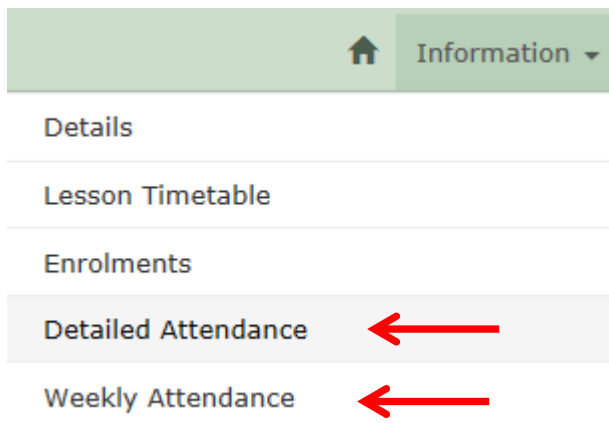 Information
Details
Lesson Timetable
Enrolments
Detailed Attendance
Weekly Attendance